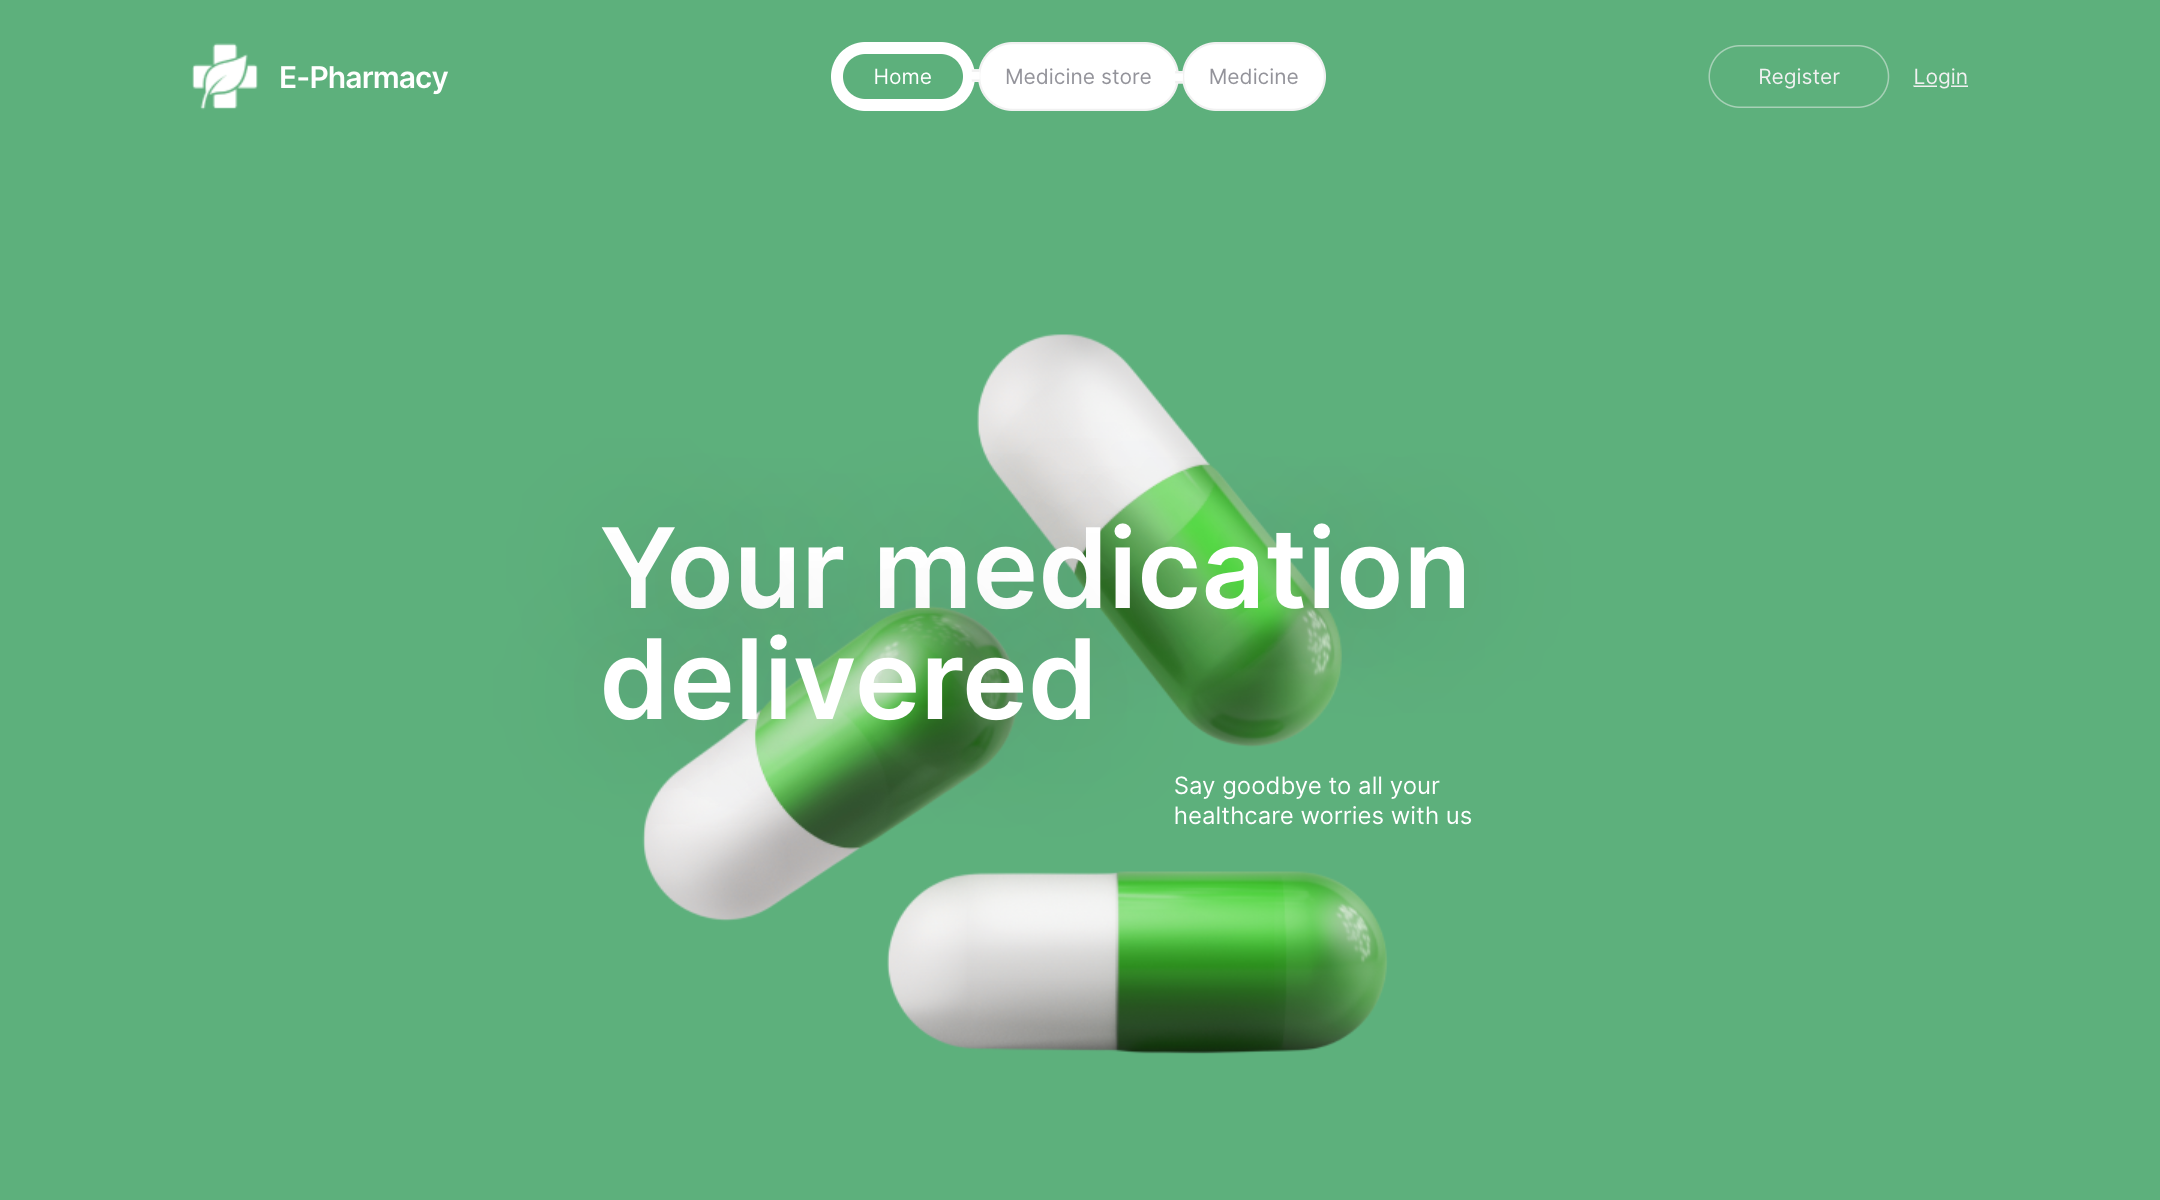 E-Pharmacy
Home
Medicine store
Medicine
Register
Login
Your medication
delivered
Say goodbye to all your
healthcare worries with us